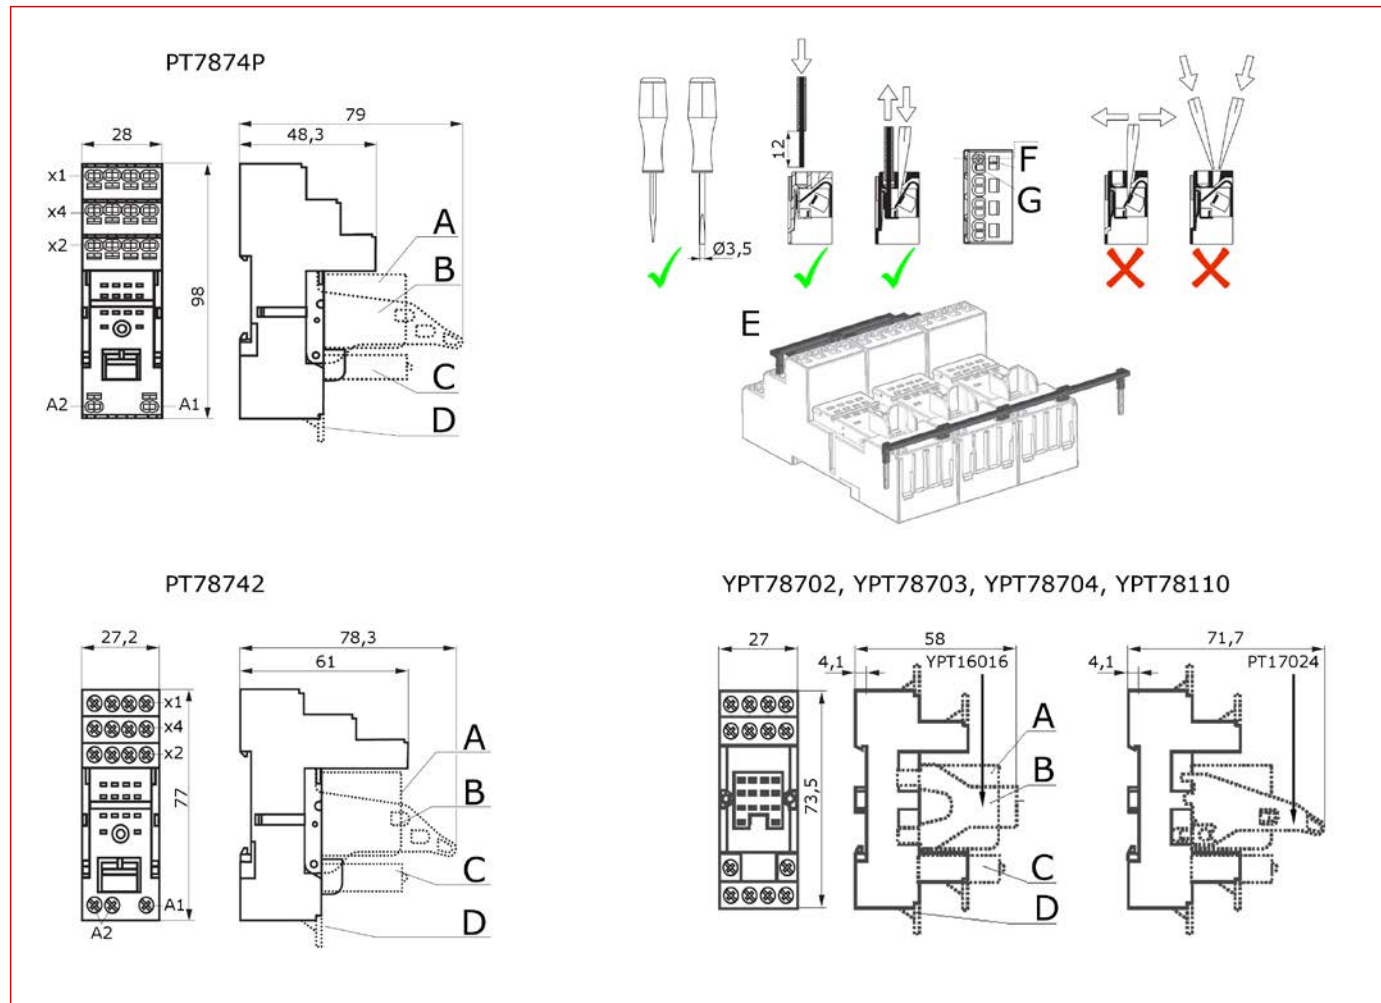 PT7874P
28
x1
x4
x2
A2
A1
98
79
48,3
A
B
C
D
12
Ø3,5
F
G
E
PT78742
27,2
x1
x4
x2
77
A1
A2
78,3
61
A
B
C
D
YPT78702, YPT78703, YPT78704, YPT78110
27
73,5
58
4,1
YPT16016
A
B
C
D
71,7
4,1
PT17024